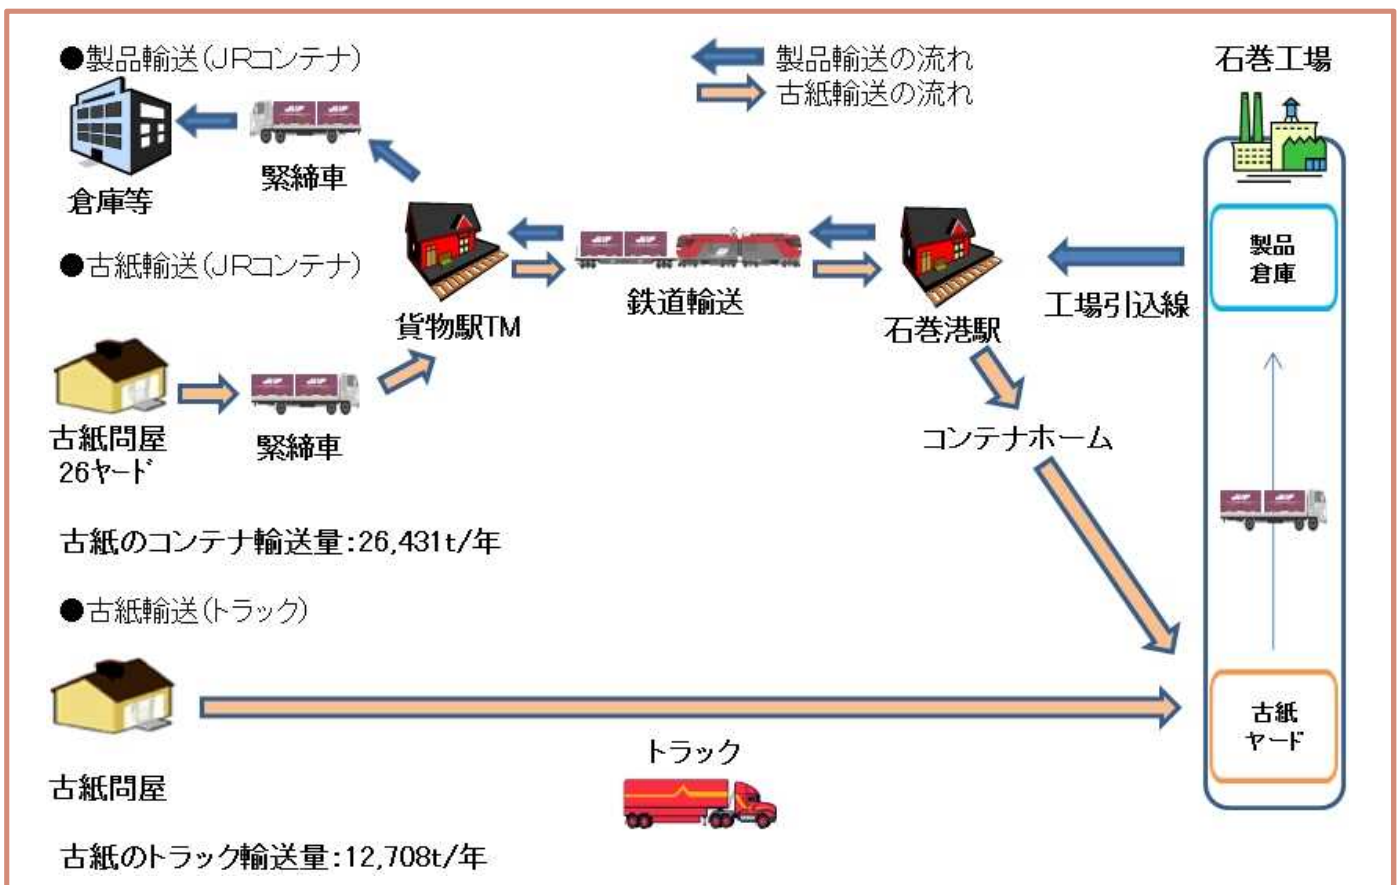 ●製品輸送(JRコンテナ)
製品輸送の流れ
古紙輸送の流れ
石巻工場
緊締車
倉庫等
●古紙輸送(JRコンテナ)
貨物駅TM
鉄道輸送
石巻港駅
工場引込線
製品
倉庫
古紙問屋
26ヤード
緊締車
コンテナホーム
古紙のコンテナ輸送量:26,431t/年
●古紙輸送(トラック)
古紙
ヤード
トラック
古紙問屋
古紙のトラック輸送量:12,708t/年